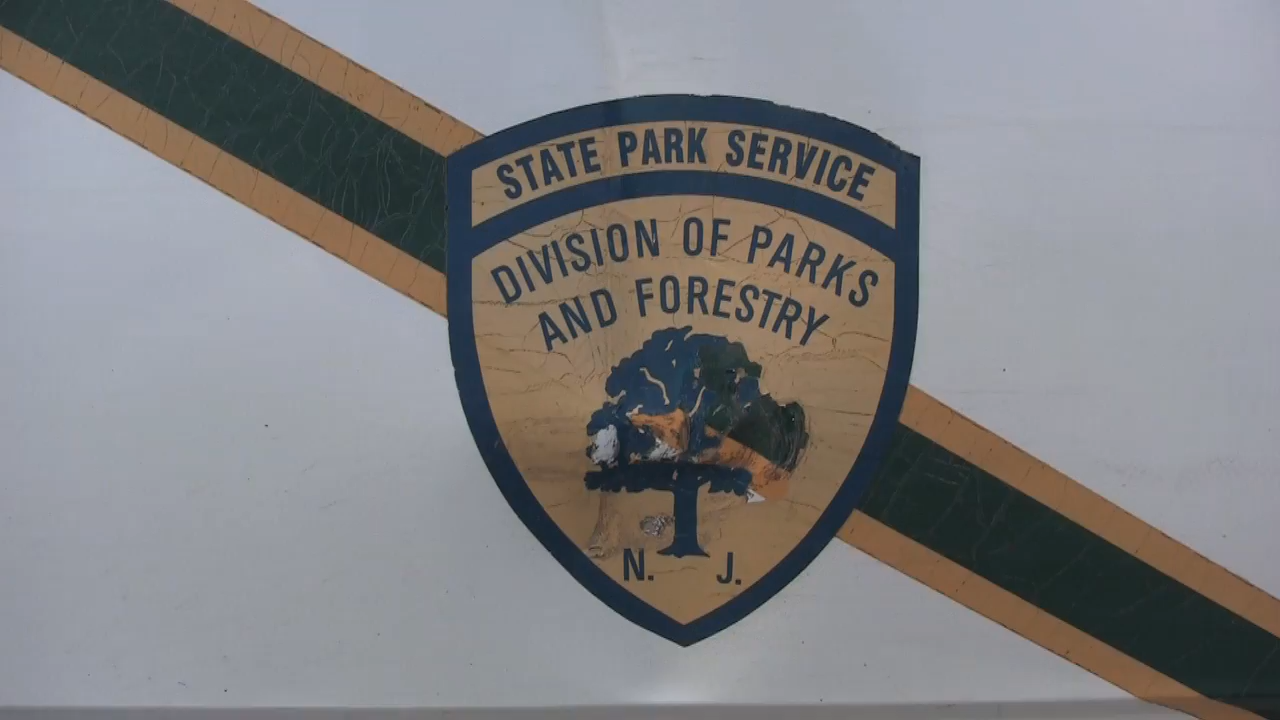 STATE PARK SERVICE
DIVISION OF PARKS
AND FORESTRY
N. J.